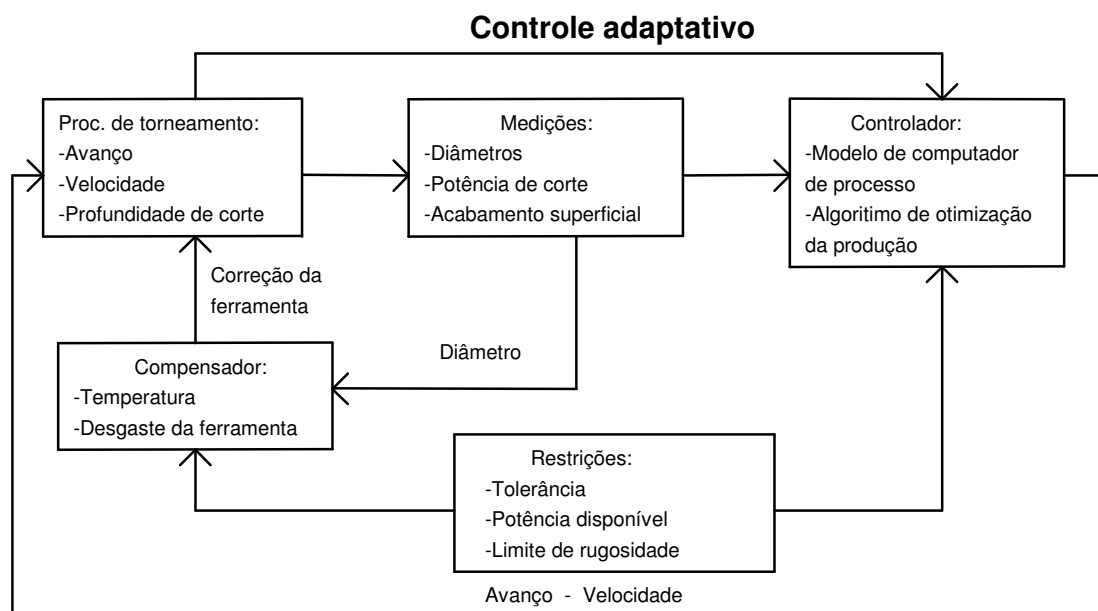 Controle adaptativo
Proc. de torneamento:
-Avanço
-Velocidade
-Profundidade de corte
Medições:
-Diâmetros
-Potência de corte
-Acabamento superficial
Controlador:
-Modelo de computador
de processo
-Algoritimo de otimização
da produção
Correção da
ferramenta
Diâmetro
Compensador:
-Temperatura
-Desgaste da ferramenta
Restrições:
-Tolerância
-Potência disponível
-Limite de rugosidade
Avanço - Velocidade